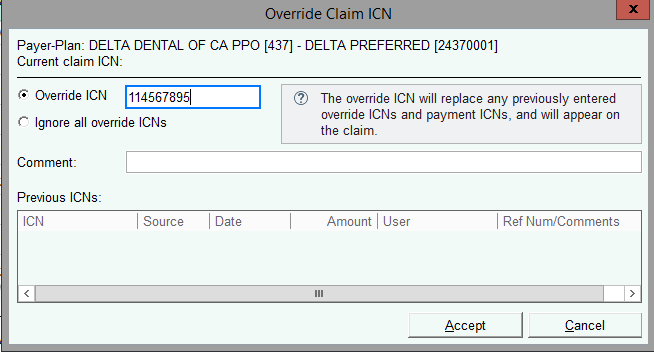 Override Claim ICN
x
Payer-Plan: DELTA DENTAL OF CA PPO [437] - DELTA PREFERRED [24370001]
Current claim ICN:
Override ICN 114567895
Ignore all override ICNs
? The override ICN will replace any previously entered
override ICNs and payment ICNs, and will appear on
the claim.
Comment:
Previous ICNs:
ICN Source Date Amount User Ref Num/Comments
Accept Cancel